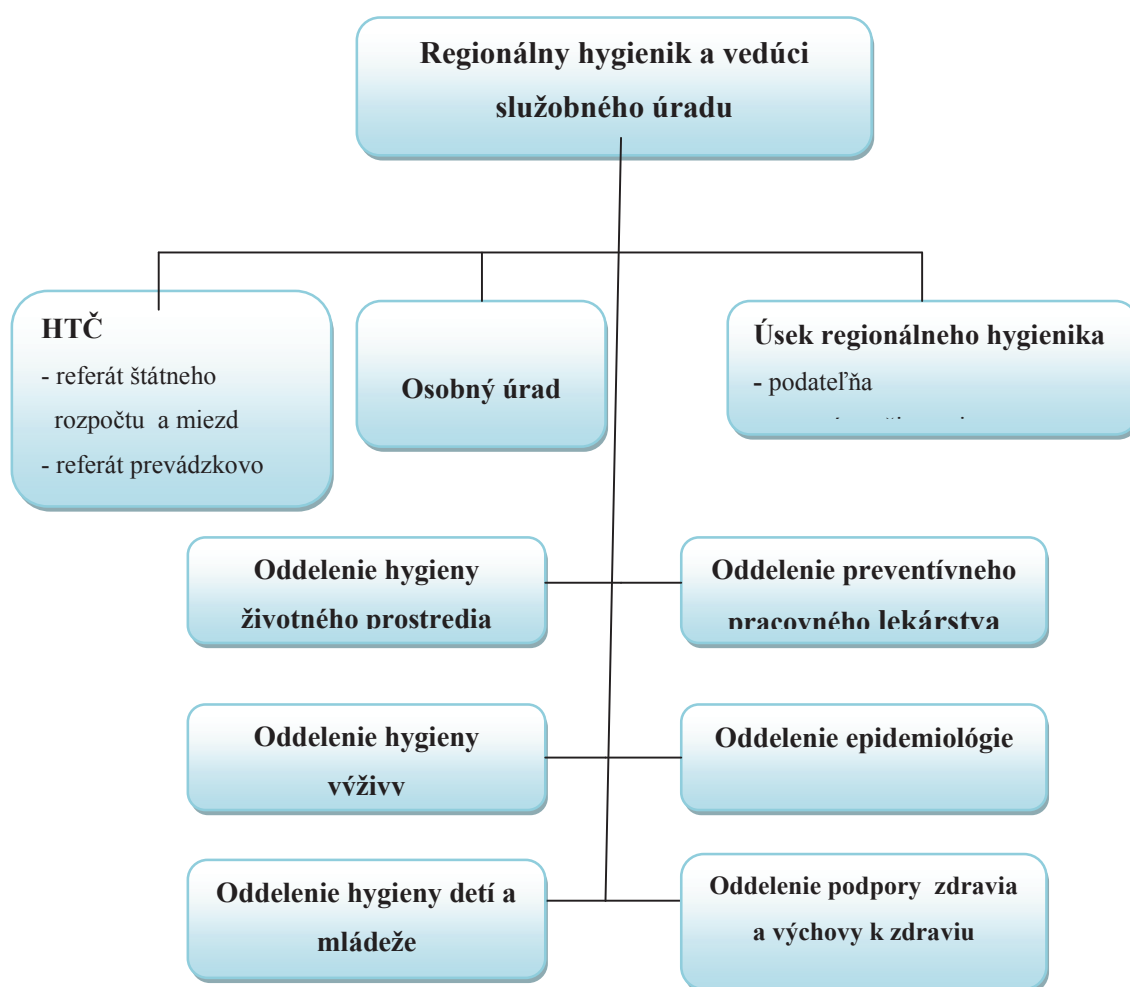 Regionálny hygienik a vedúci
služobného úradu
HTČ
- referát štátneho
rozpočtu a miezd
- referát prevádzkovo
Osobný úrad
Úsek regionálneho hygienika
- podateľňa
Oddelenie hygieny
životného prostredia
Oddelenie preventívneho
pracovného lekárstva
Oddelenie hygieny
výživy
Oddelenie epidemiológie
Oddelenie hygieny detí a
mládeže
Oddelenie podpory zdravia
a výchovy k zdraviu